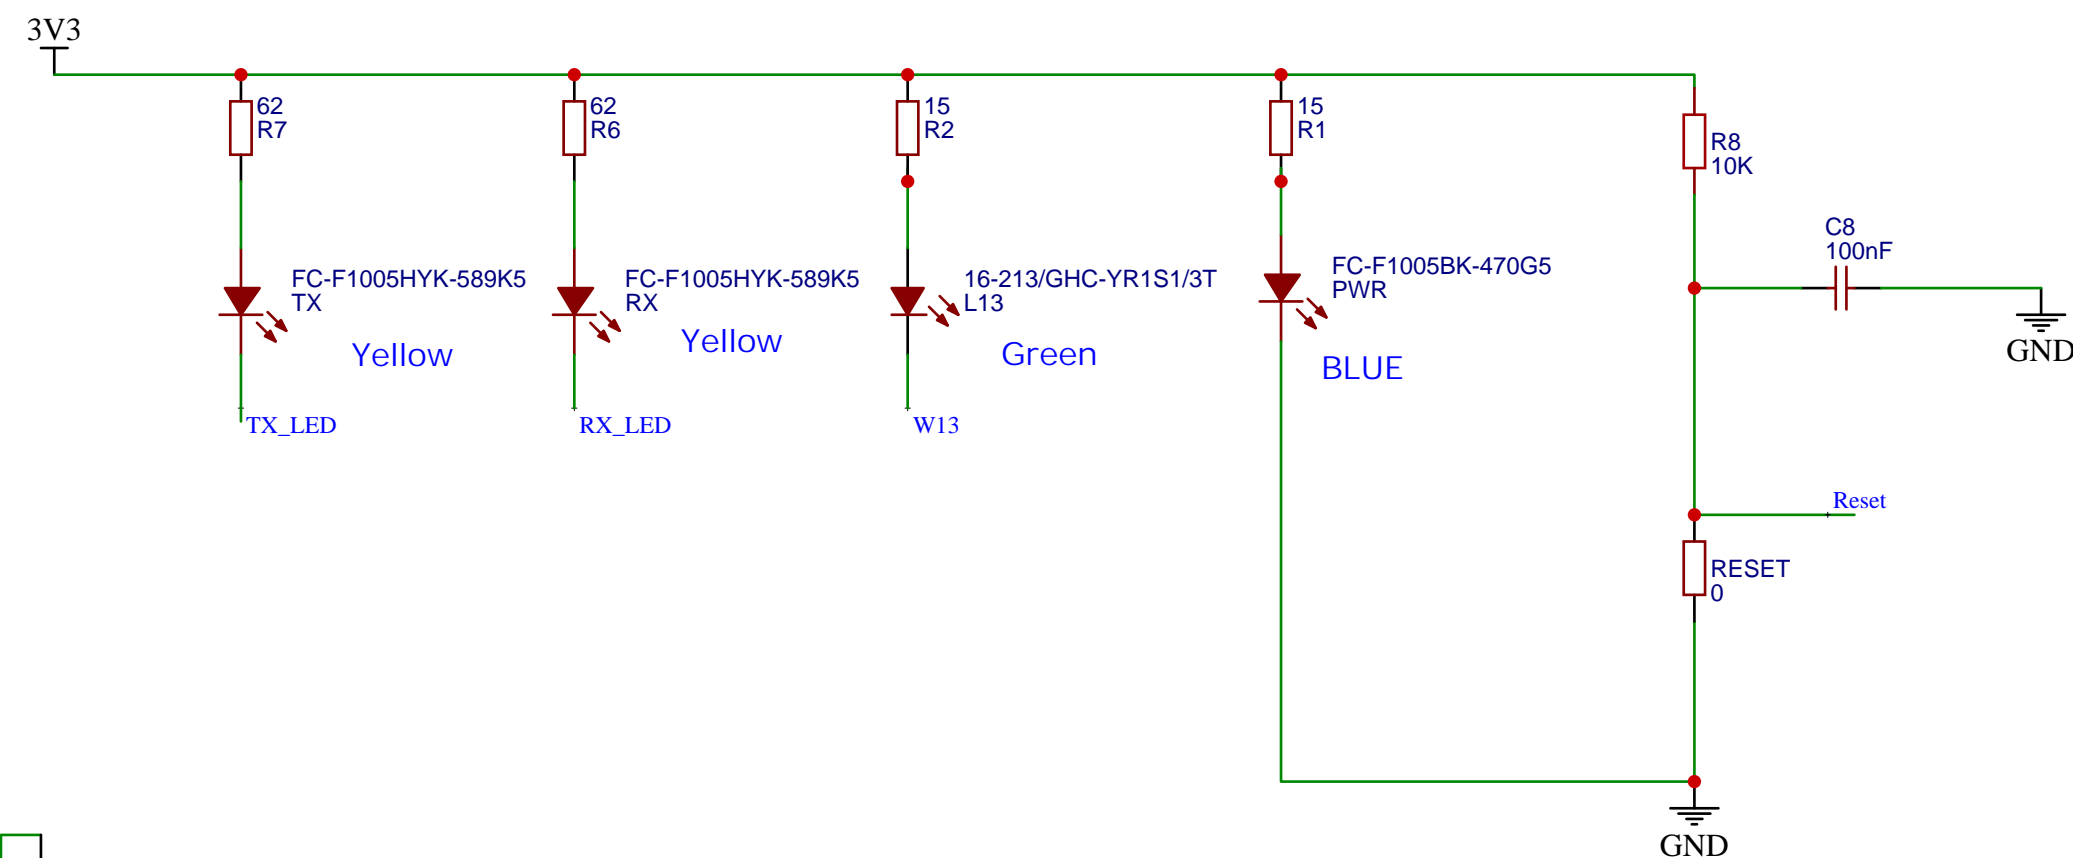 3V3
62
R7
62
R6
15
R2
15
R1
R8
10K
C8
100nF
FC-F1005HYK-589K5
TX
Yellow
FC-F1005HYK-589K5
RX
Yellow
16-213/GHC-YR1S1/3T
L13
Green
FC-F1005BK-470G5
PWR
BLUE
GND
TX_LED
RX_LED
W13
Reset
RESET
0
GND